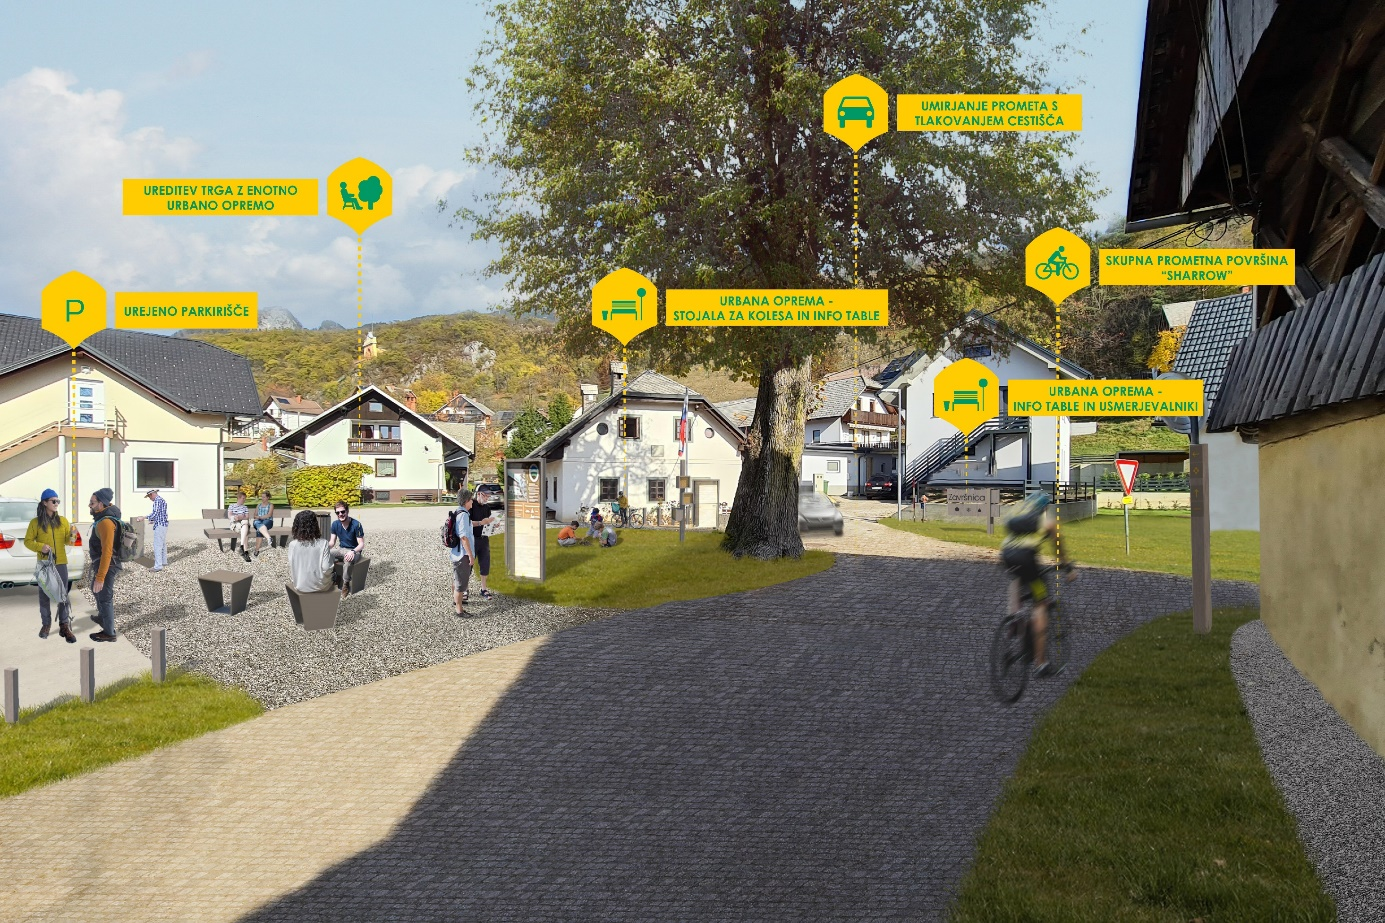 UMIRJANJE PROMETA S
TLAKOVANJEM CESTIŠČA
UREDITEV TRGA Z ENOTNO
URBANO OPREMO
SKUPNA PROMETNA POVRŠINA
“SHARROW”
P
UREJENO PARKIRIŠČE
URBANA OPREMA -
STOJALA ZA KOLESA IN INFO TABLE
URBANA OPREMA -
INFO TABLE IN USMERJEVALNIKI
Završnica